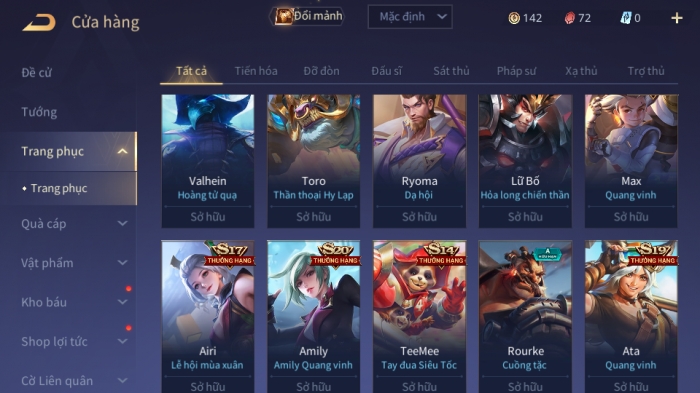 Cửa hàng
Đổi mảnh
Mặc định
142
72
0
Đề cử
Tướng
Trang phục
Trang phục
Quà cáp
Vật phẩm
Kho báu
Shop lợi tức
Cờ Liên quân
Tất cả
Tiến hóa
Đỡ đòn
Đấu sĩ
Sát thủ
Pháp sư
Xạ thủ
Trợ thủ
Valhein
Hoàng tử quạ
Sở hữu
Toro
Thần thoại Hy Lạp
Sở hữu
Ryoma
Dạ hội
Sở hữu
Lữ Bố
Hỏa long chiến thần
Sở hữu
Max
Quang vinh
Sở hữu
S17
THƯỞNG HẠNG
Airi
Lễ hội mùa xuân
Sở hữu
S20
THƯỞNG HẠNG
Amily
Amily Quang vinh
Sở hữu
S14
THƯỞNG HẠNG
TeeMee
Tay đua Siêu Tốc
Sở hữu
A
Rourke
Cuồng tặc
Sở hữu
S19
THƯỞNG HẠNG
Ata
Quang vinh
Sở hữu